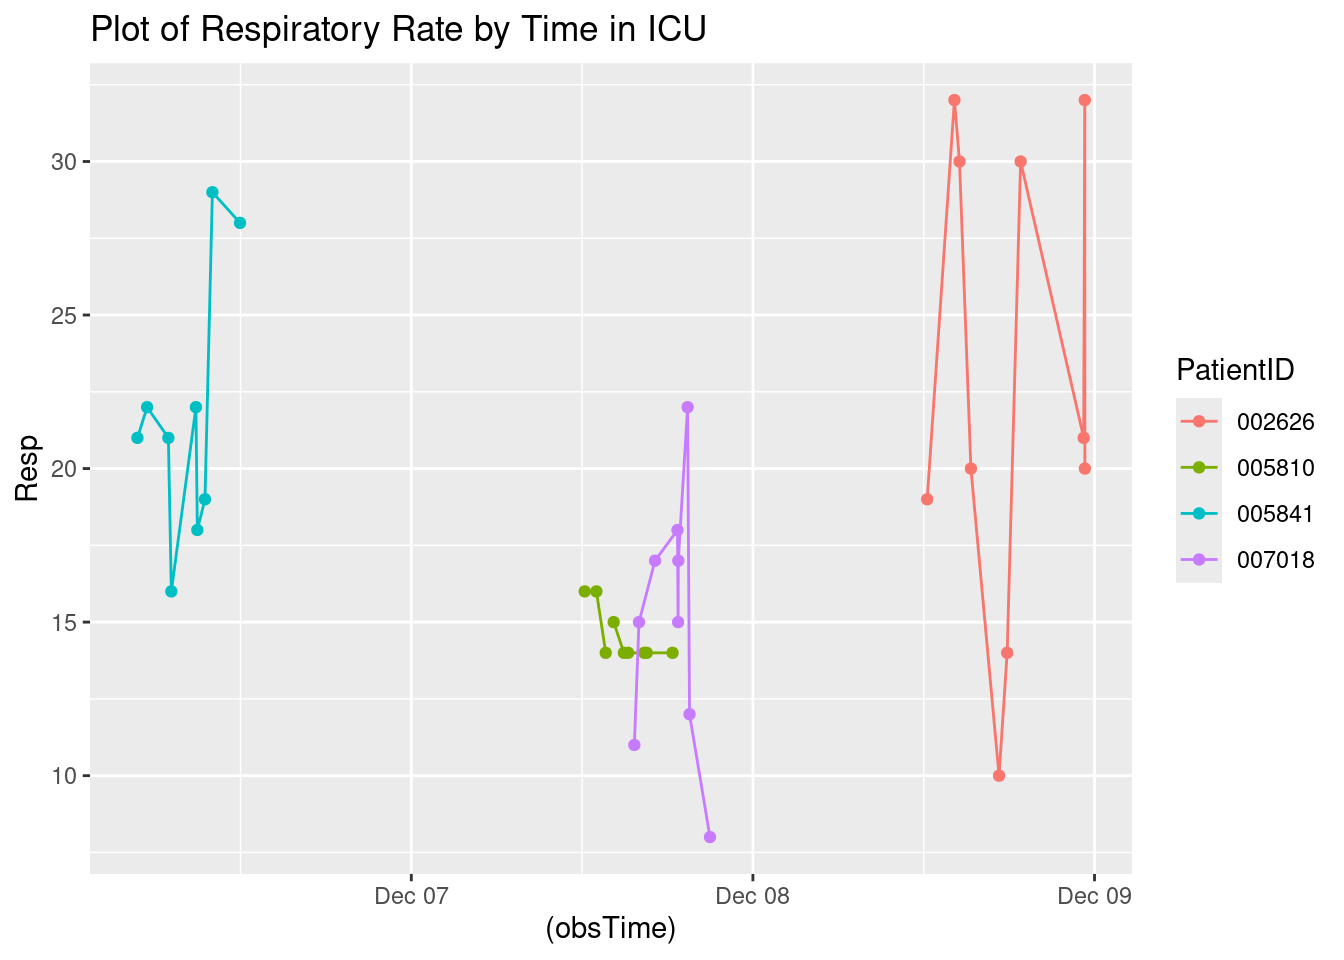 Plot of Respiratory Rate by Time in ICU
30
25
20
15
10
Resp
Dec 07
Dec 08
Dec 09
(obsTime)
PatientID
002626
005810
005841
007018